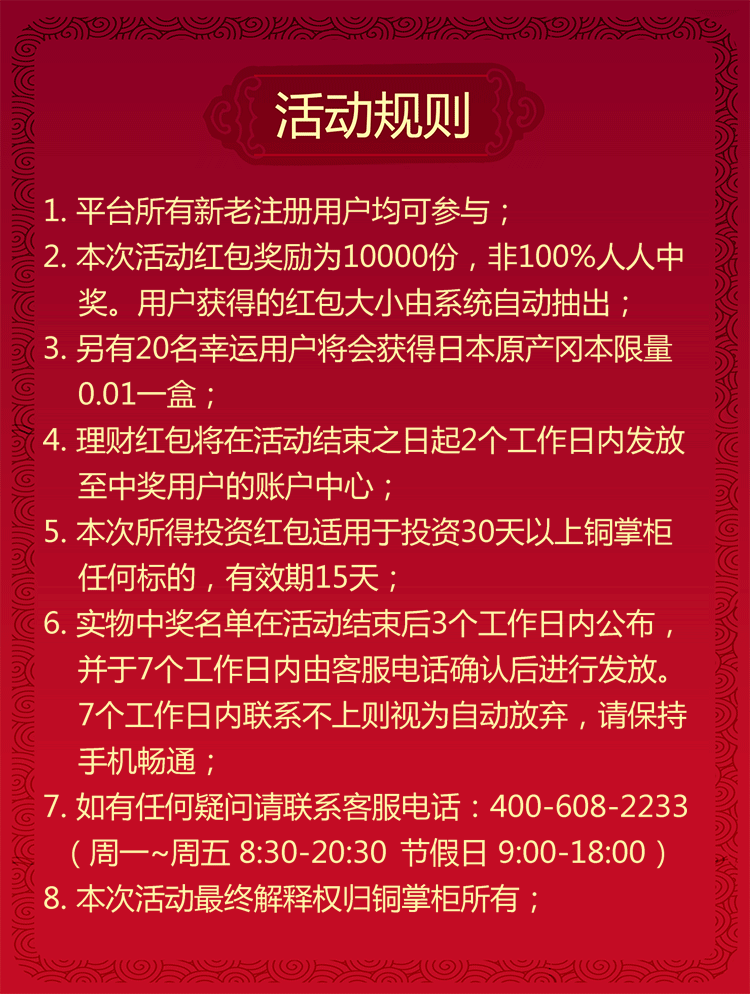 活动规则
1. 平台所有新老注册用户均可参与；
2. 本次活动红包奖励为10000份，非100%人人中
奖。用户获得的红包大小由系统自动抽出；
3. 另有20名幸运用户将会获得日本原产冈本限量
0.01一盒；
4. 理财红包将在活动结束之日起2个工作日内发放
至中奖用户的账户中心；
5. 本次所得投资红包适用于投资30天以上铜掌柜
任何标的，有效期15天；
6. 实物中奖名单在活动结束后3个工作日内公布，
并于7个工作日内由客服电话确认后进行发放。
7个工作日内联系不上则视为自动放弃，请保持
手机畅通；
7. 如有任何疑问请联系客服电话：400-608-2233
（周一~周五 8:30-20:30 节假日 9:00-18:00）
8. 本次活动最终解释权归铜掌柜所有；